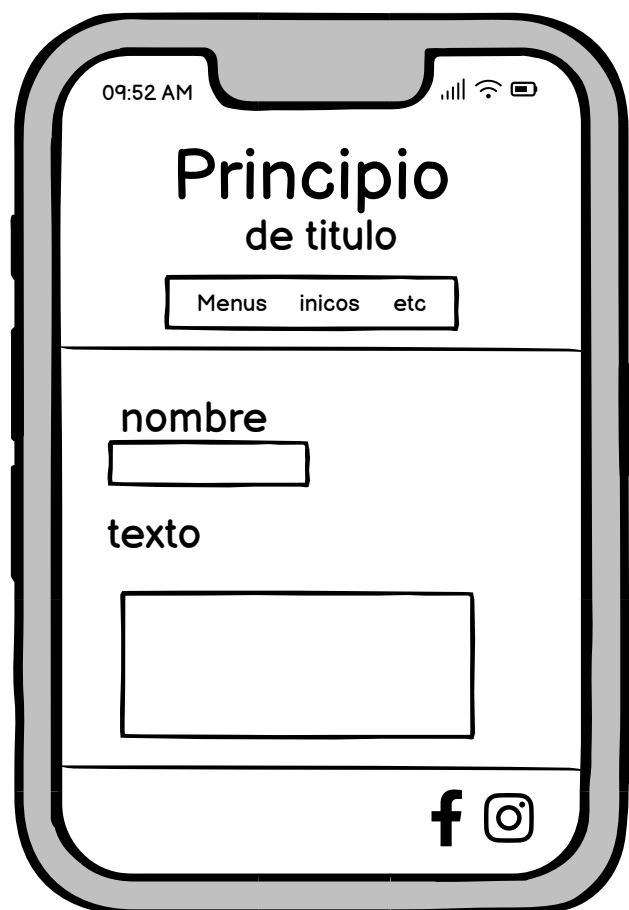 09:52 AM
Principio
de titulo
Menus inicos etc
nombre
texto